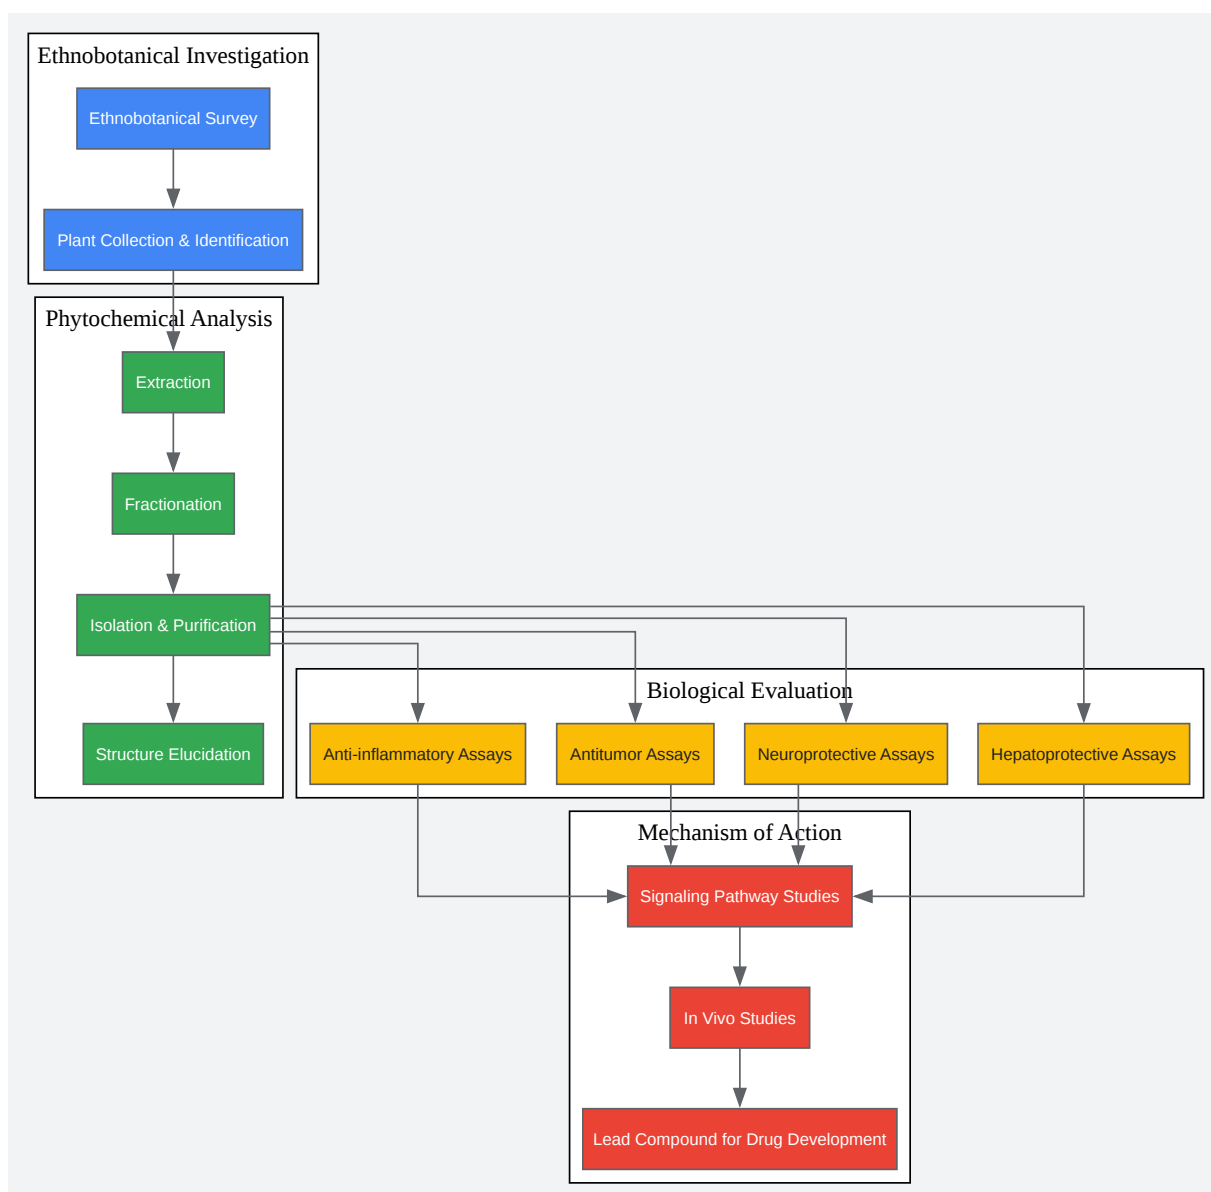 Ethnobotanical Investigation
Ethnobotanical Survey
Plant Collection & Identification
Phytochemical Analysis
Extraction
Fractionation
Isolation & Purification
Structure Elucidation
Biological Evaluation
Anti-inflammatory Assays
Antitumor Assays
Neuroprotective Assays
Hepatoprotective Assays
Mechanism of Action
Signaling Pathway Studies
In Vivo Studies
Lead Compound for Drug Development